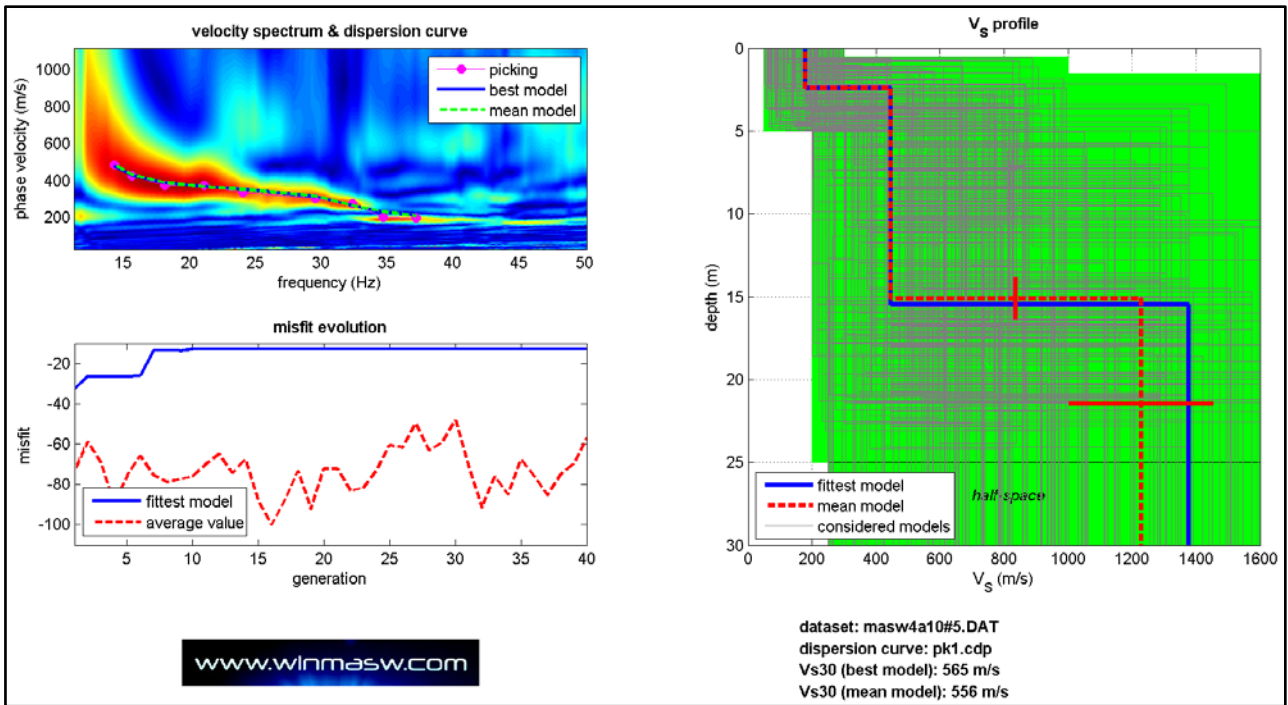 velocity spectrum & dispersion curve
1000
800
600
400
200
phase velocity (m/s)
picking
best model
mean model
15 20 25 30 35 40 45 50
frequency (Hz)
misfit evolution
-20
-40
-60
-80
-100
misfit
fittest model
average value
5 10 15 20 25 30 35 40
generation
www.winmasw.com
VS profile
0
5
10
15
20
25
30
depth (m)
half-space
fittest model
mean model
considered models
0 200 400 600 800 1000 1200 1400 1600
VS (m/s)
dataset: masw4a10#5.DAT
dispersion curve: pk1.cdp
Vs30 (best model): 565 m/s
Vs30 (mean model): 556 m/s